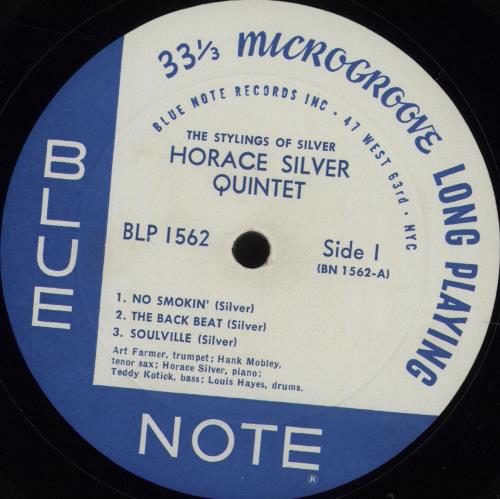 33⅓ MICROGROOVE LONG PLAYING
BLUE NOTE RECORDS INC • 47 WEST 63rd • NYC
THE STYLINGS OF SILVER
HORACE SILVER
QUINTET
BLP 1562
Side 1
(BN 1562-A)
1. NO SMOKIN' (Silver)
2. THE BACK BEAT (Silver)
3. SOULVILLE (Silver)
Art Farmer, trumpet; Hank Mobley,
tenor sax; Horace Silver, piano;
Teddy Kotick, bass; Louis Hayes, drums.
BLUE
NOTE
®